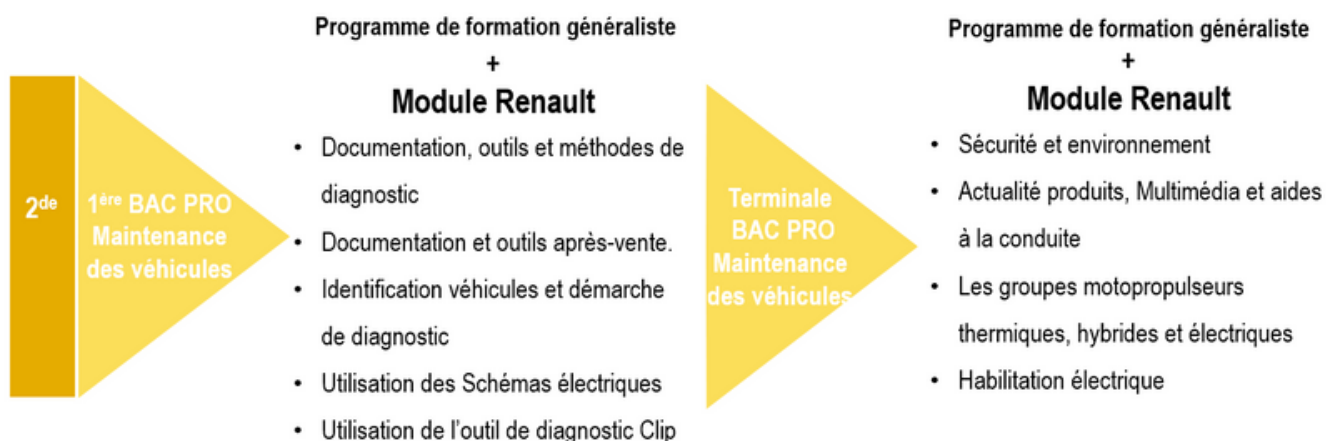 2de
1ère BAC PRO
Maintenance
des véhicules
Programme de formation généraliste
+
Module Renault
• Documentation, outils et méthodes de
diagnostic
• Documentation et outils après-vente.
• Identification véhicules et démarche
de diagnostic
• Utilisation des Schémas électriques
• Utilisation de l'outil de diagnostic Clip
Terminale
BAC PRO
Maintenance
des véhicules
Programme de formation généraliste
+
Module Renault
• Sécurité et environnement
• Actualité produits, Multimédia et aides
à la conduite
• Les groupes motopropulseurs
thermiques, hybrides et électriques
• Habilitation électrique